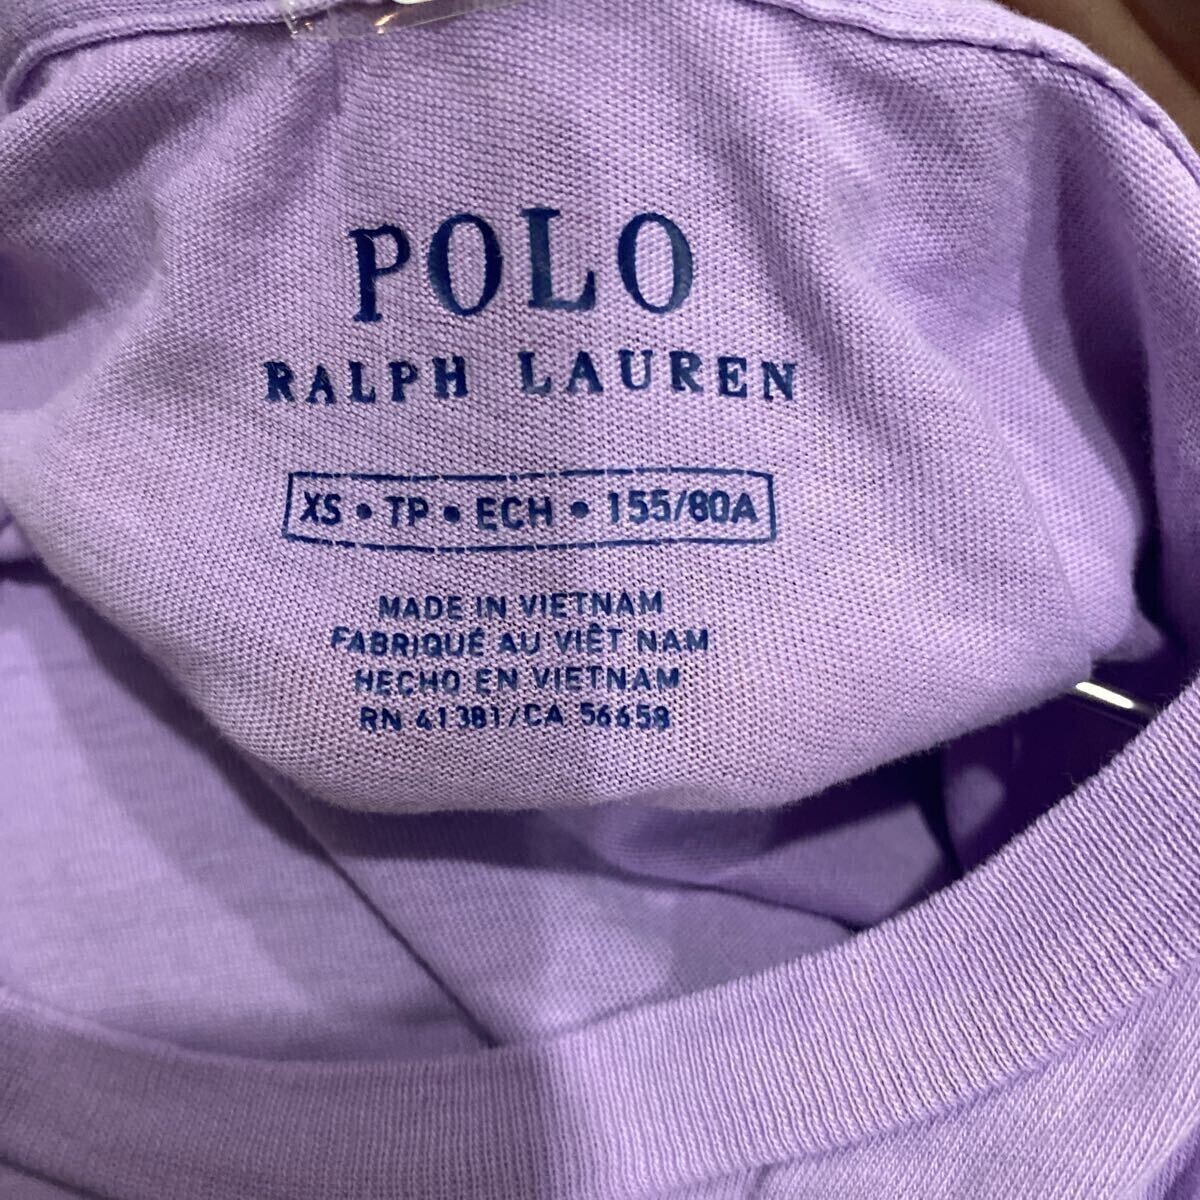 POLO
RALPH LAUREN
XS • TP • ECH • 155/80A
MADE IN VIETNAM
FABRIQUÉ AU VIÊT NAM
HECHO EN VIETNAM
RN 41381/CA 56658